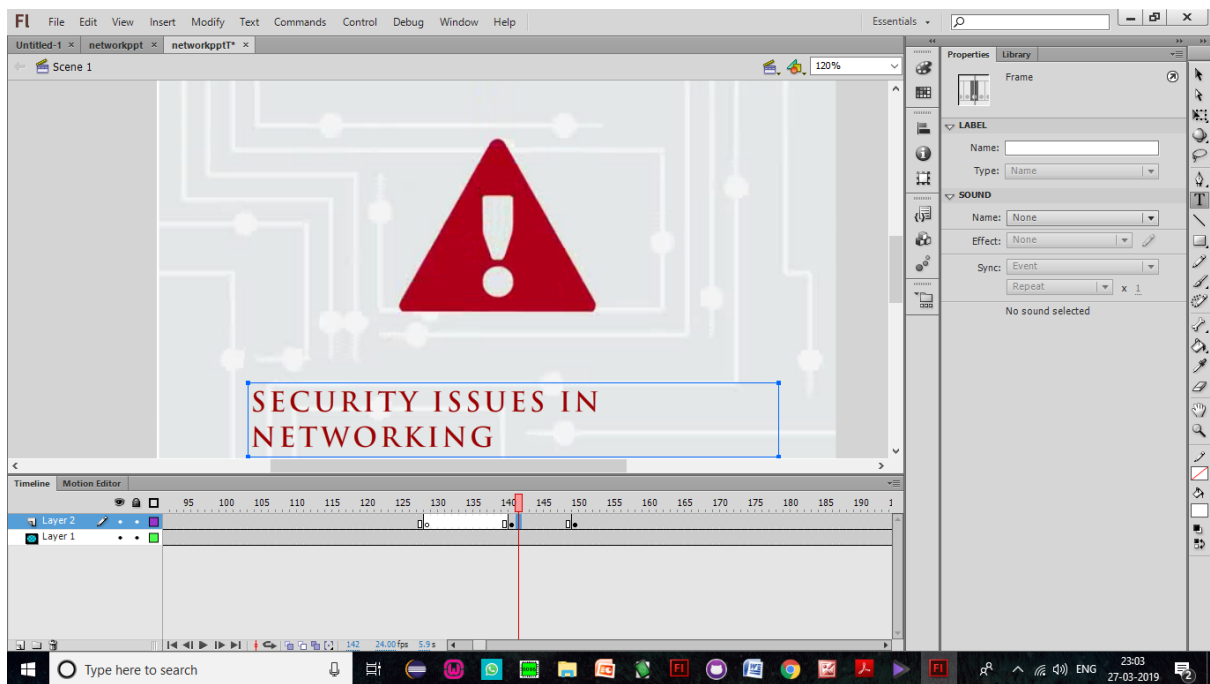 Fl File Edit View Insert Modify Text Commands Control Debug Window Help Essentials
Untitled-1 × networkppt × networkpptT* ×
Scene 1 120%
Properties Library
Frame
LABEL
Name:
Type: Name
SOUND
Name: None
Effect: None
Sync: Event
Repeat x 1
No sound selected
SECURITY ISSUES IN
NETWORKING
Timeline Motion Editor
95 100 105 110 115 120 125 130 135 140 145 150 155 160 165 170 175 180 185 190 1
Layer 2
Layer 1
142 24.00 fps 5.9 s
Type here to search
ENG
23:03
27-03-2019
2